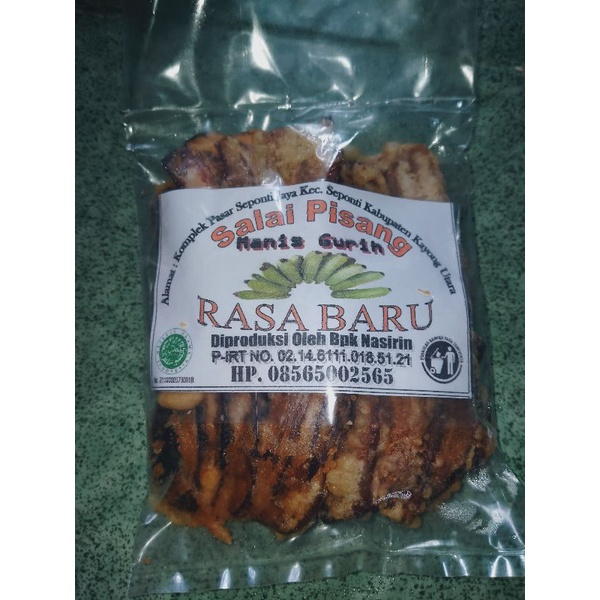 Alamat : Komplek Pasar Seponti Jaya Kec. Seponti Kabupaten Kayong Utara
Salai Pisang
Manis Gurih
RASA BARU
Diproduksi Oleh Bpk Nasirin
P-IRT NO. 02.14.6111.018.51.21
HP. 08565002565